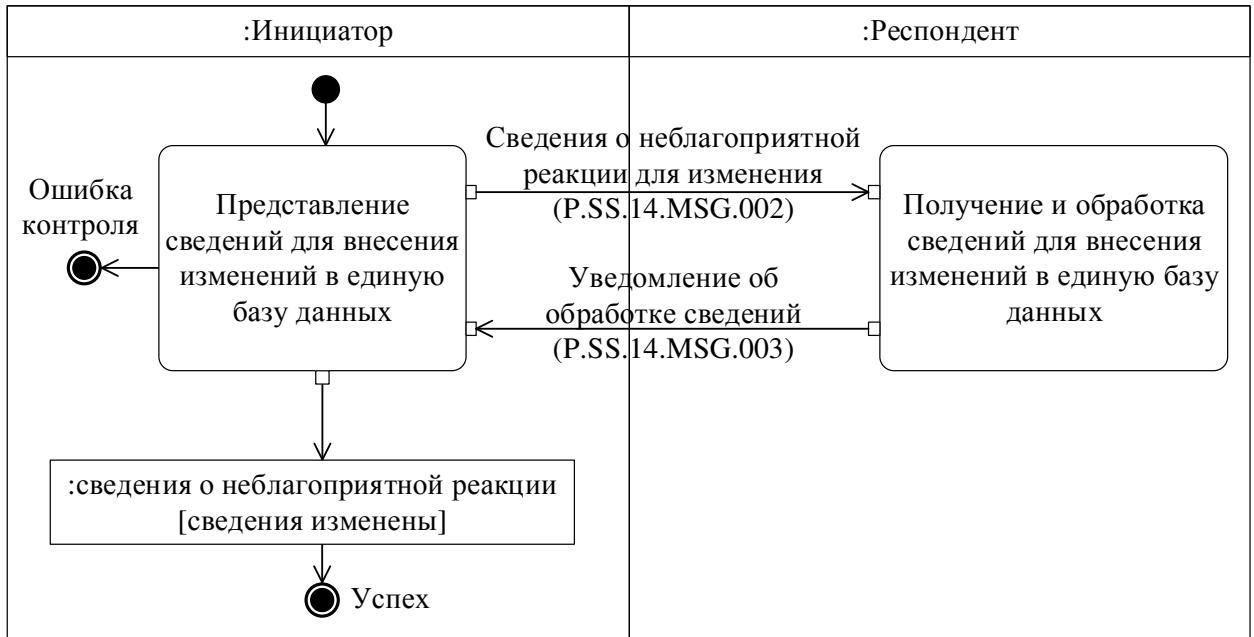 :Инициатор
:Респондент
Сведения о неблагоприятной
реакции для изменения
(P.SS.14.MSG.002)
Ошибка
контроля
Представление
сведений для внесения
изменений в единую
базу данных
Получение и обработка
сведений для внесения
изменений в единую базу
данных
Уведомление об
обработке сведений
(P.SS.14.MSG.003)
:сведения о неблагоприятной реакции
[сведения изменены]
Успех